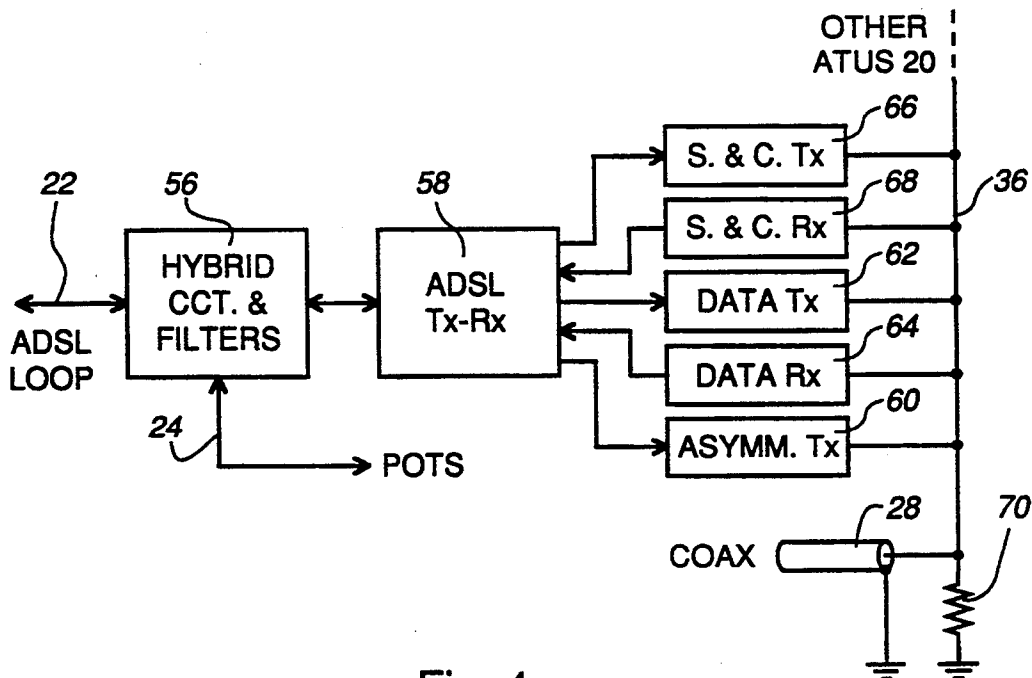 OTHER
ATUS 20
66
S. & C. Tx
22
56
58
68
36
S. & C. Rx
62
HYBRID
CCT. &
FILTERS
ADSL
Tx-Rx
DATA Tx
ADSL
LOOP
64
DATA Rx
24
60
ASYMM. Tx
POTS
28
70
COAX